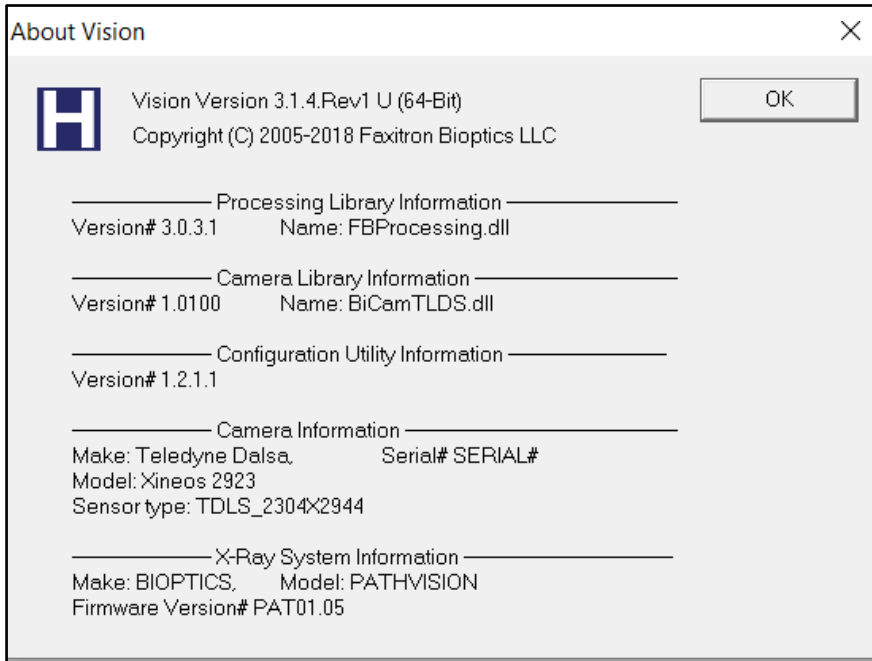 About Vision
H
Vision Version 3.1.4.Rev1 U (64-Bit)
OK
Copyright (C) 2005-2018 Faxitron Bioptics LLC
Processing Library Information
Version# 3.0.3.1 Name: FBProcessing.dll
Camera Library Information
Version# 1.0100 Name: BiCamTLDS.dll
Configuration Utility Information
Version# 1.2.1.1
Camera Information
Make: Teledyne Dalsa, Serial# SERIAL#
Model: Xineos 2923
Sensor type: TDLS_2304X2944
X-Ray System Information
Make: BIOPTICS, Model: PATHVISION
Firmware Version# PAT01.05